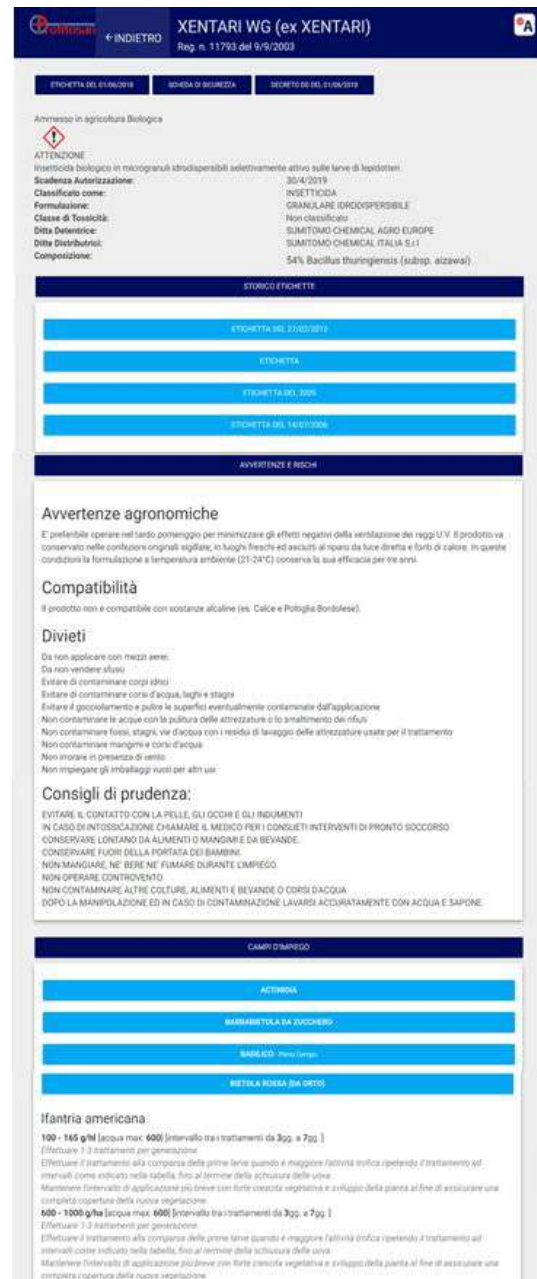 ← INDIETRO
XENTARI WG (ex XENTARI)
Reg. n. 11793 del 9/9/2003
A
ETICHETTA DEL 01/06/2018
SCHEDA DI SICUREZZA
DECRETO DG DEL 01/06/2018
Ammesso in agricoltura Biologica
ATTENZIONE
Insetticida biologico in microgranuli idrodispersibili selettivamente attivo sulle larve di lepidotteri
Scadenza Autorizzazione: 30/4/2019
Classificato come: INSETTICIDA
Formulazione: GRANULARE IDRODISPERSIBILE
Classe di Tossicità: Non classificato
Ditta Detentrice: SUMITOMO CHEMICAL AGRO EUROPE
Ditte Distributrici: SUMITOMO CHEMICAL ITALIA S.r.l
Composizione: 54% Bacillus thuringiensis (subsp. aizawai)
STORICO ETICHETTE
ETICHETTA DEL 27/02/2013
ETICHETTA
ETICHETTA DEL 2009
ETICHETTA DEL 14/07/2006
AVVERTENZE E RISCHI
Avvertenze agronomiche
E' preferibile operare nel tardo pomeriggio per minimizzare gli effetti negativi della ventilazione dei raggi U.V. Il prodotto va
conservato nelle confezioni originali sigillate, in luoghi freschi ed asciutti al riparo da luce diretta e fonti di calore. In queste
condizioni la formulazione a temperatura ambiente (21-24°C) conserva la sua efficacia per tre anni.
Compatibilità
Il prodotto non e compatibile con sostanze alcaline (es. Calce e Poltiglia Bordolese).
Divieti
Da non applicare con mezzi aerei.
Da non vendere sfuso
Evitare di contaminare corpi idrici
Evitare di contaminare corsi d'acqua, laghi e stagni
Evitare il gocciolamento e pulire le superfici eventualmente contaminate dall'applicazione
Non contaminare le acque con la pulitura delle attrezzature o lo smaltimento dei rifiuti
Non contaminare fossi, stagni, vie d'acqua con i residui di lavaggio delle attrezzature usate per il trattamento
Non contaminare mangimi e corsi d'acqua
Non irrorare in presenza di vento
Non impiegare gli imballaggi vuoti per altri usi
Consigli di prudenza:
EVITARE IL CONTATTO CON LA PELLE, GLI OCCHI E GLI INDUMENTI
IN CASO DI INTOSSICAZIONE CHIAMARE IL MEDICO PER I CONSUETI INTERVENTI DI PRONTO SOCCORSO
CONSERVARE LONTANO DA ALIMENTI O MANGIMI E DA BEVANDE.
CONSERVARE FUORI DELLA PORTATA DEI BAMBINI.
NON MANGIARE, NE' BERE NE' FUMARE DURANTE L'IMPIEGO.
NON OPERARE CONTROVENTO
NON CONTAMINARE ALTRE COLTURE, ALIMENTI E BEVANDE O CORSI D'ACQUA
DOPO LA MANIPOLAZIONE ED IN CASO DI CONTAMINAZIONE LAVARSI ACCURATAMENTE CON ACQUA E SAPONE.
CAMPI D'IMPIEGO
ACTINIDIA
BARBABIETOLA DA ZUCCHERO
BASILICO - Pieno Campo
BIETOLA ROSSA (DA ORTO)
Ifantria americana
100 - 165 g/hl [acqua max: 600] [intervallo tra i trattamenti da 3gg. a 7gg. ]
Effettuare 1-3 trattamenti per generazione.
Effettuare il trattamento alla comparsa delle prime larve quando è maggiore l'attività trofica ripetendo il trattamento ad
intervalli come indicato nella tabella, fino al termine della schiusura delle uova.
Mantenere l'intervallo di applicazione più breve con forte crescita vegetativa e sviluppo della pianta al fine di assicurare una
completa copertura della nuova vegetazione.
600 - 1000 g/ha [acqua max: 600] [intervallo tra i trattamenti da 3gg. a 7gg. ]
Effettuare 1-3 trattamenti per generazione.
Effettuare il trattamento alla comparsa delle prime larve quando è maggiore l'attività trofica ripetendo il trattamento ad
intervalli come indicato nella tabella, fino al termine della schiusura delle uova.
Mantenere l'intervallo di applicazione più breve con forte crescita vegetativa e sviluppo della pianta al fine di assicurare una
completa copertura della nuova vegetazione.